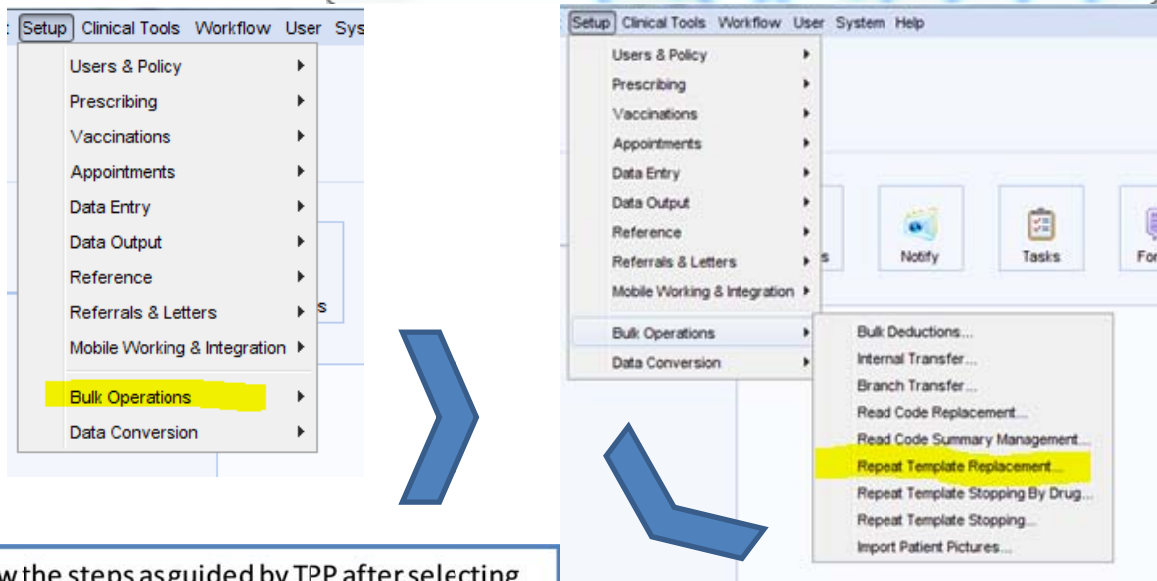 Setup Clinical Tools Workflow User Sys
Users & Policy
Prescribing
Vaccinations
Appointments
Data Entry
Data Output
Reference
Referrals & Letters
Mobile Working & Integration
Bulk Operations
Data Conversion
s
Setup Clinical Tools Workflow User System Help
Users & Policy
Prescribing
Vaccinations
Appointments
Data Entry
Data Output
Reference
Referrals & Letters
Mobile Working & Integration
Bulk Operations
Data Conversion
s
Notify
Tasks
For
Bulk Deductions...
Internal Transfer...
Branch Transfer...
Read Code Replacement...
Read Code Summary Management...
Repeat Template Replacement...
Repeat Template Stopping By Drug...
Repeat Template Stopping...
Import Patient Pictures...
w the steps as guided by TPP after selecting